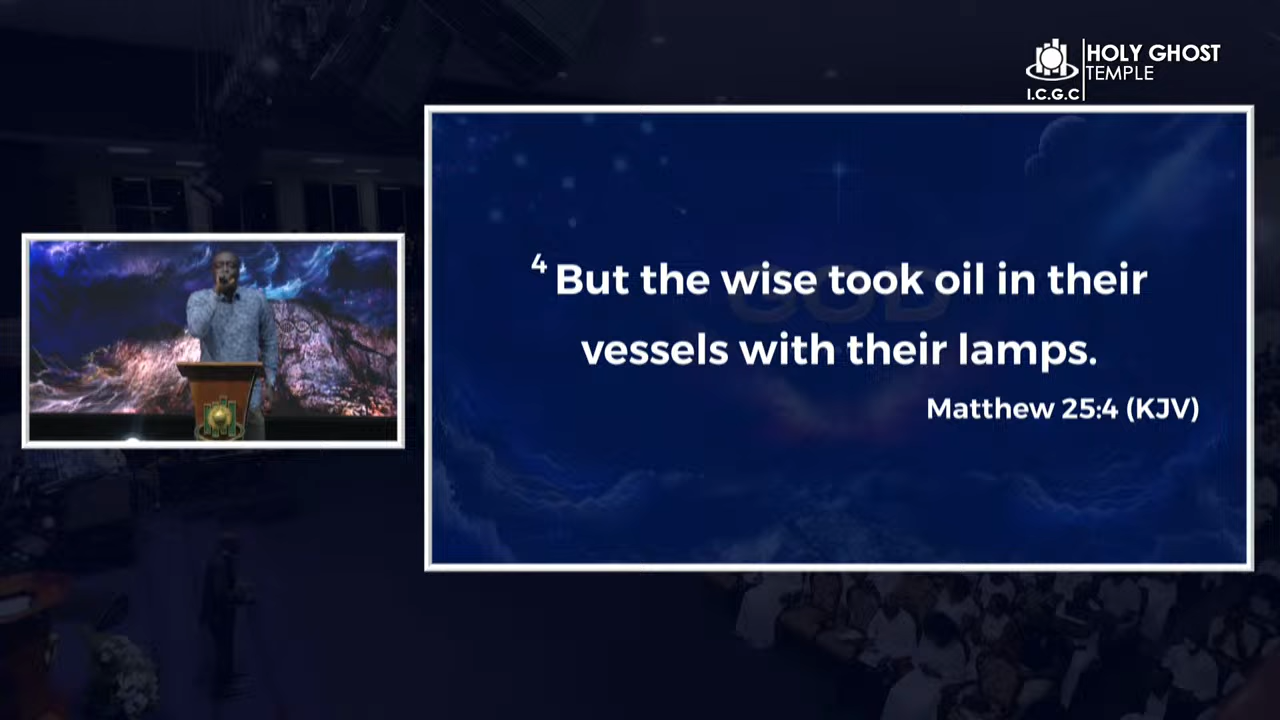 HOLY GHOST
TEMPLE
I.C.G.C
4 But the wise took oil in their
vessels with their lamps.
Matthew 25:4 (KJV)
GOD